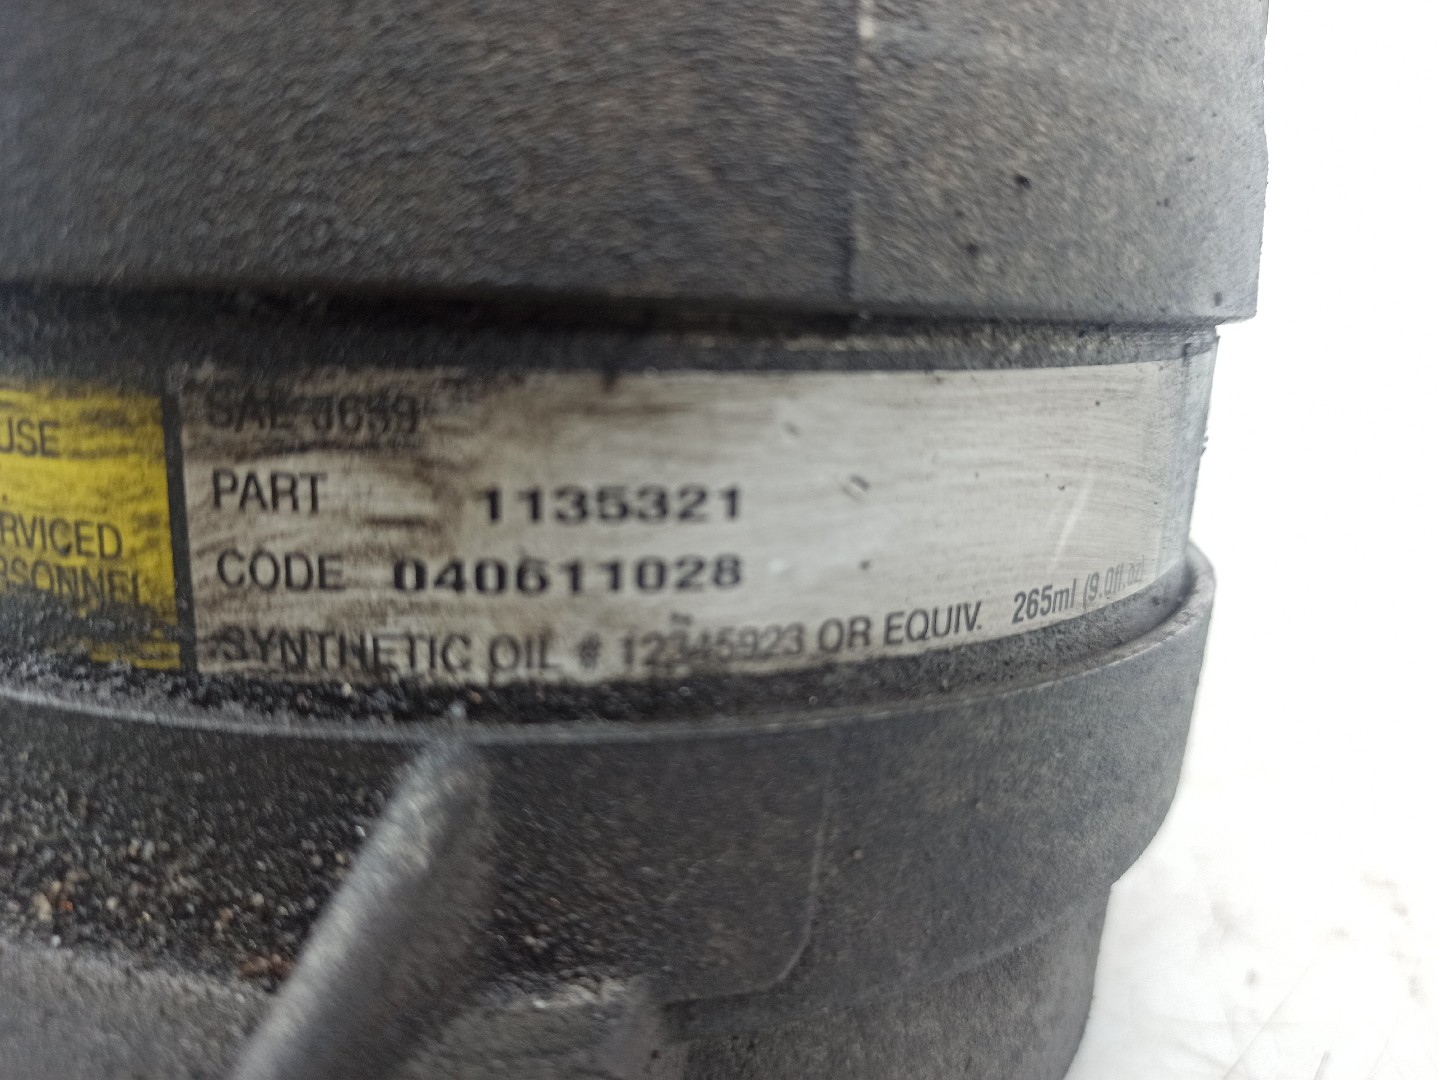 USE
RVICED
RSONNEL
SAE J639
PART 1135321
CODE 040611028
SYNTHETIC OIL # 12345923 OR EQUIV. 265ml (9.0fl.oz)